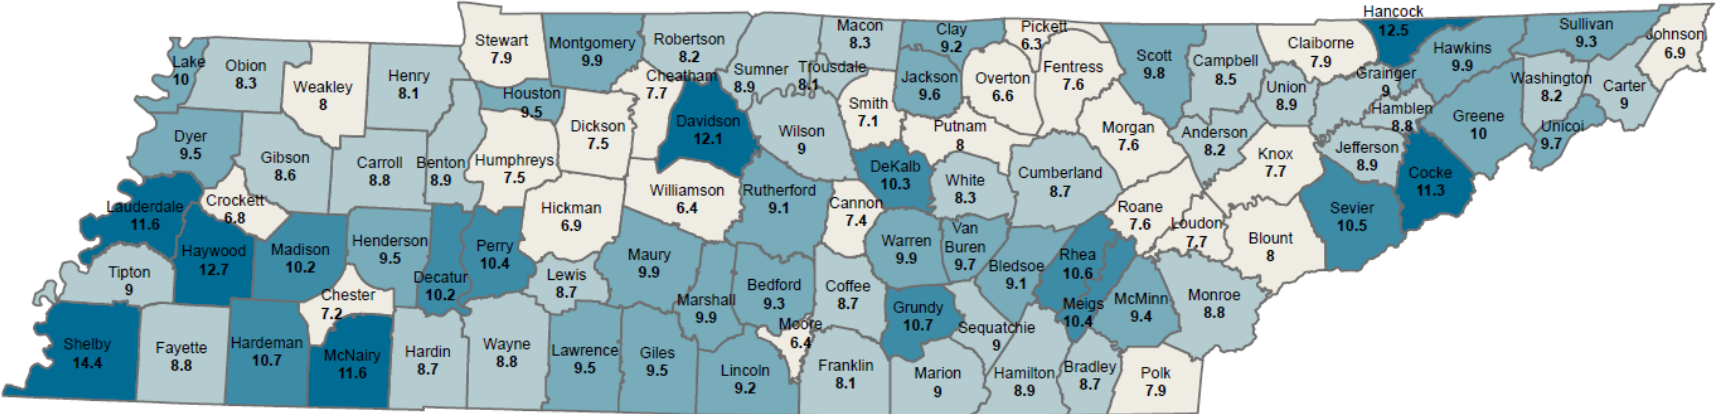 Hancock
12.5
Stewart
7.9
Montgomery
9.9
Robertson
8.2
Sumner
8.9
Macon
8.3
Trousdale
8.1
Clay
9.2
Pickett
6.3
Scott
9.8
Campbell
8.5
Claiborne
7.9
Hawkins
9.9
Sullivan
9.3
Johnson
6.9
Lake
10
Obion
8.3
Weakley
8
Henry
8.1
Houston
9.5
Cheatham
7.7
Jackson
9.6
Overton
6.6
Fentress
7.6
Union
8.9
Grainger
9
Hamblen
8.8
Washington
8.2
Carter
9
Dyer
9.5
Gibson
8.6
Carroll
8.8
Benton
8.9
Humphreys
7.5
Dickson
7.5
Davidson
12.1
Wilson
9
Smith
7.1
Putnam
8
Morgan
7.6
Anderson
8.2
Knox
7.7
Jefferson
8.9
Greene
10
Unicoi
9.7
Cocke
11.3
Lauderdale
11.6
Crockett
6.8
Haywood
12.7
Madison
10.2
Henderson
9.5
Decatur
10.2
Perry
10.4
Hickman
6.9
Williamson
6.4
Rutherford
9.1
Cannon
7.4
DeKalb
10.3
White
8.3
Cumberland
8.7
Roane
7.6
Loudon
7.7
Blount
8
Sevier
10.5
Tipton
9
Chester
7.2
Lewis
8.7
Maury
9.9
Marshall
9.9
Bedford
9.3
Coffee
8.7
Warren
9.9
Van
Buren
9.7
Bledsoe
9.1
Rhea
10.6
Meigs
10.4
McMinn
9.4
Monroe
8.8
Shelby
14.4
Fayette
8.8
Hardeman
10.7
McNairy
11.6
Hardin
8.7
Wayne
8.8
Lawrence
9.5
Giles
9.5
Lincoln
9.2
Moore
6.4
Franklin
8.1
Grundy
10.7
Sequatchie
9
Marion
9
Hamilton
8.9
Bradley
8.7
Polk
7.9